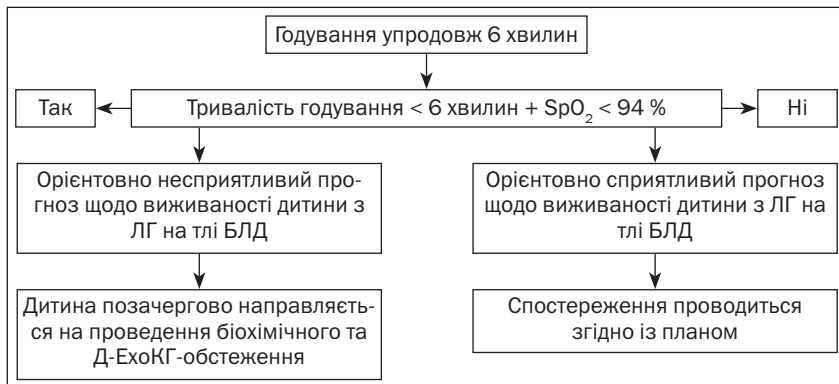 Годування упродовж 6 хвилин
Так
Тривалість годування < 6 хвилин + SpO₂ < 94 %
Ні
Орієнтовно несприятливий про-
гноз щодо виживаності дитини з
ЛГ на тлі БЛД
Орієнтовно сприятливий прогноз
щодо виживаності дитини з ЛГ на
тлі БЛД
Дитина позачергово направляєть-
ся на проведення біохімічного та
Д-ЕхоКГ-обстеження
Спостереження проводиться
згідно із планом